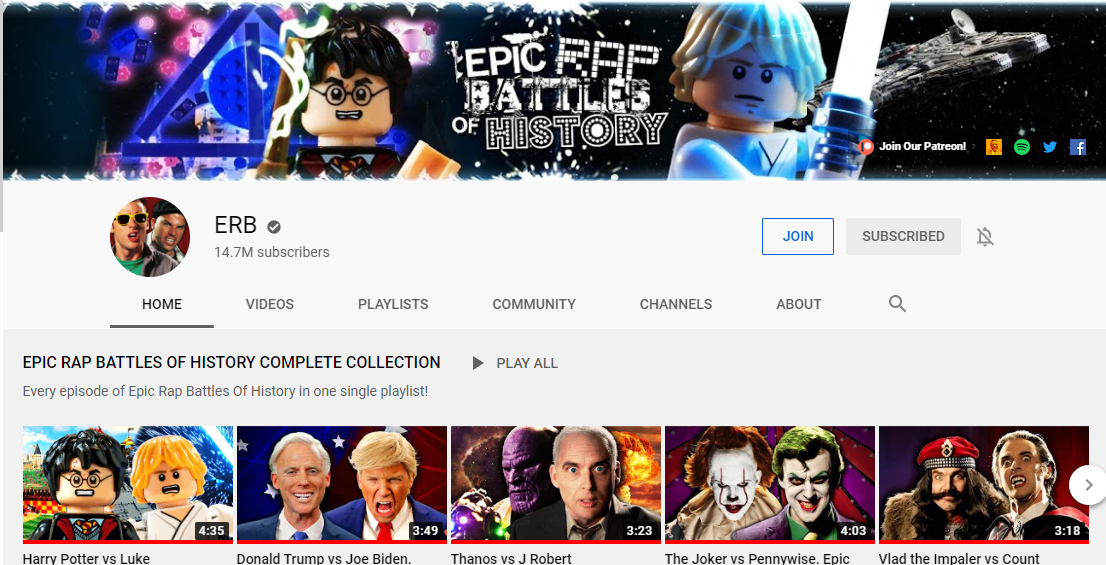 EPIC RAP
BATTLES
OF HISTORY
Join Our Patreon!
ERB
14.7M subscribers
JOIN
SUBSCRIBED
HOME
VIDEOS
PLAYLISTS
COMMUNITY
CHANNELS
ABOUT
EPIC RAP BATTLES OF HISTORY COMPLETE COLLECTION
PLAY ALL
Every episode of Epic Rap Battles Of History in one single playlist!
4:35
3:49
3:23
4:03
3:18
Harry Potter vs Luke
Donald Trump vs Joe Biden.
Thanos vs J Robert
The Joker vs Pennywise. Epic
Vlad the Impaler vs Count